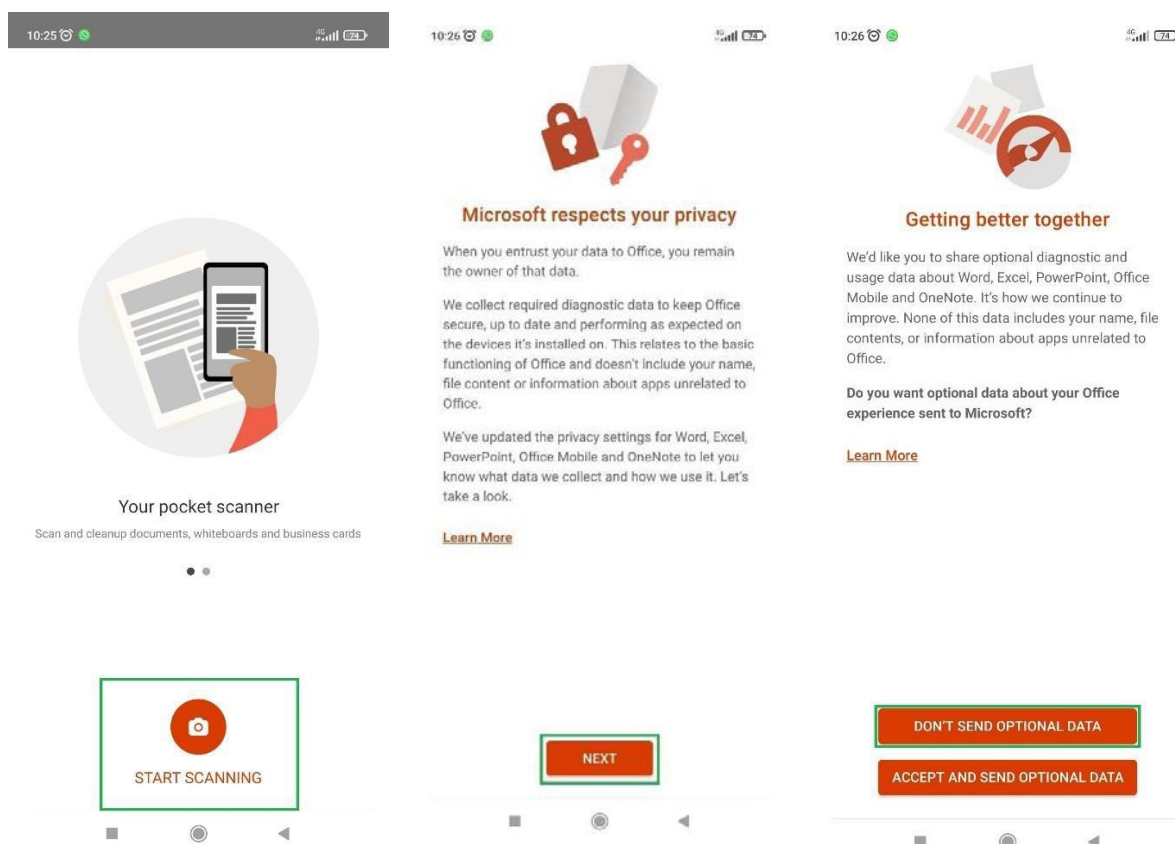 10:25
4G
74
Your pocket scanner
Scan and cleanup documents, whiteboards and business cards
START SCANNING
10:26
4G
74
Microsoft respects your privacy
When you entrust your data to Office, you remain
the owner of that data.
We collect required diagnostic data to keep Office
secure, up to date and performing as expected on
the devices it's installed on. This relates to the basic
functioning of Office and doesn't include your name,
file content or information about apps unrelated to
Office.
We've updated the privacy settings for Word, Excel,
PowerPoint, Office Mobile and OneNote to let you
know what data we collect and how we use it. Let's
take a look.
Learn More
NEXT
10:26
4G
74
Getting better together
We'd like you to share optional diagnostic and
usage data about Word, Excel, PowerPoint, Office
Mobile and OneNote. It's how we continue to
improve. None of this data includes your name, file
contents, or information about apps unrelated to
Office.
Do you want optional data about your Office
experience sent to Microsoft?
Learn More
DON'T SEND OPTIONAL DATA
ACCEPT AND SEND OPTIONAL DATA